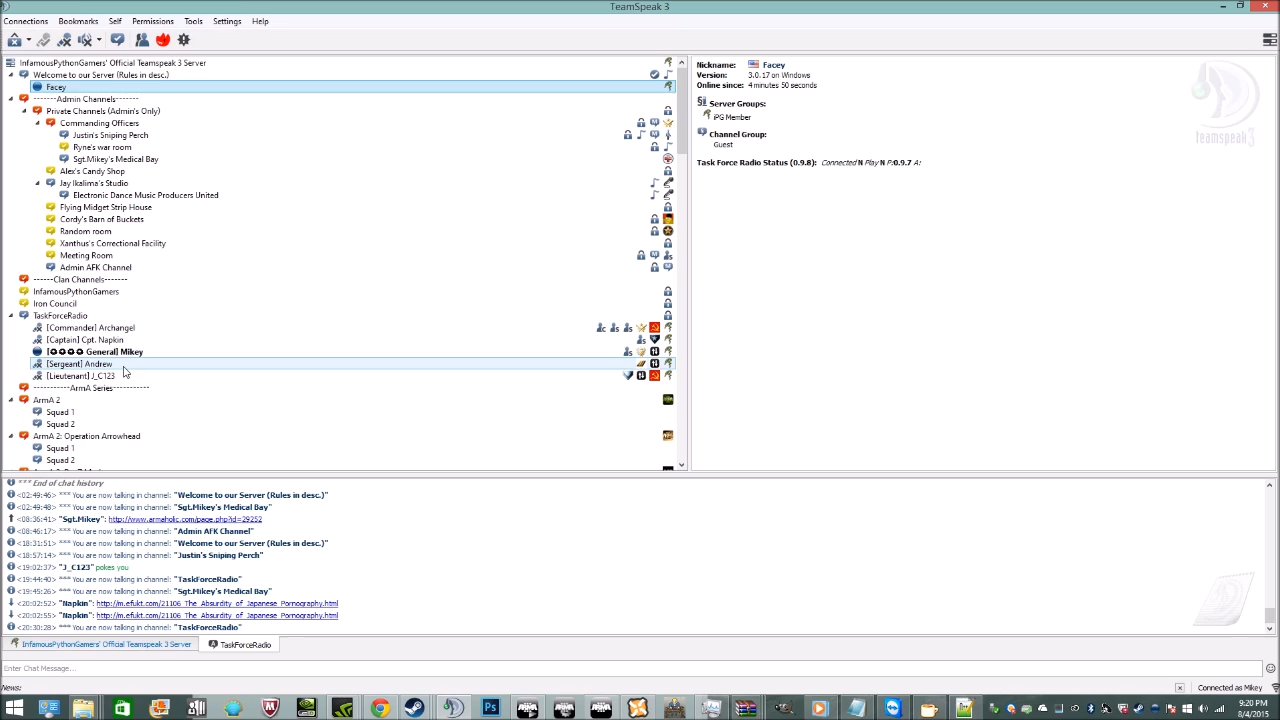 TeamSpeak 3
Connections Bookmarks Self Permissions Tools Settings Help
InfamousPythonGamers' Official Teamspeak 3 Server
Welcome to our Server (Rules in desc.)
Facey
-------Admin Channels-------
Private Channels (Admin's Only)
Commanding Officers
Justin's Sniping Perch
Ryne's war room
Sgt.Mikey's Medical Bay
Alex's Candy Shop
Jay Ikalima's Studio
Electronic Dance Music Producers United
Flying Midget Strip House
Cordy's Barn of Buckets
Random room
Xanthus's Correctional Facility
Meeting Room
Admin AFK Channel
------Clan Channels-------
InfamousPythonGamers
Iron Council
TaskForceRadio
[Commander] Archangel
[Captain] Cpt. Napkin
[✪✪✪✪ General] Mikey
[Sergeant] Andrew
[Lieutenant] J_C123
-----------ArmA Series-----------
ArmA 2
Squad 1
Squad 2
ArmA 2: Operation Arrowhead
Squad 1
Squad 2
Nickname: Facey
Version: 3.0.17 on Windows
Online since: 4 minutes 50 seconds
Server Groups:
iPG Member
Channel Group:
Guest
Task Force Radio Status (0.9.8): Connected N Play N P:0.9.7 A:
teamspeak3
*** End of chat history
<02:49:46> *** You are now talking in channel: "Welcome to our Server (Rules in desc.)"
<02:49:48> *** You are now talking in channel: "Sgt.Mikey's Medical Bay"
<08:36:41> "Sgt.Mikey": http://www.armaholic.com/page.php?id=29252
<08:46:17> *** You are now talking in channel: "Admin AFK Channel"
<18:31:51> *** You are now talking in channel: "Welcome to our Server (Rules in desc.)"
<18:57:14> *** You are now talking in channel: "Justin's Sniping Perch"
<19:02:37> "J_C123" pokes you
<19:44:40> *** You are now talking in channel: "TaskForceRadio"
<19:45:26> *** You are now talking in channel: "Sgt.Mikey's Medical Bay"
<20:02:52> "Napkin": http://m.efukt.com/21106_The_Absurdity_of_Japanese_Pornography.html
<20:02:55> "Napkin": http://m.efukt.com/21106_The_Absurdity_of_Japanese_Pornography.html
<20:30:28> *** You are now talking in channel: "TaskForceRadio"
InfamousPythonGamers' Official Teamspeak 3 Server TaskForceRadio
Enter Chat Message...
News: Connected as Mikey
9:20 PM
8/4/2015